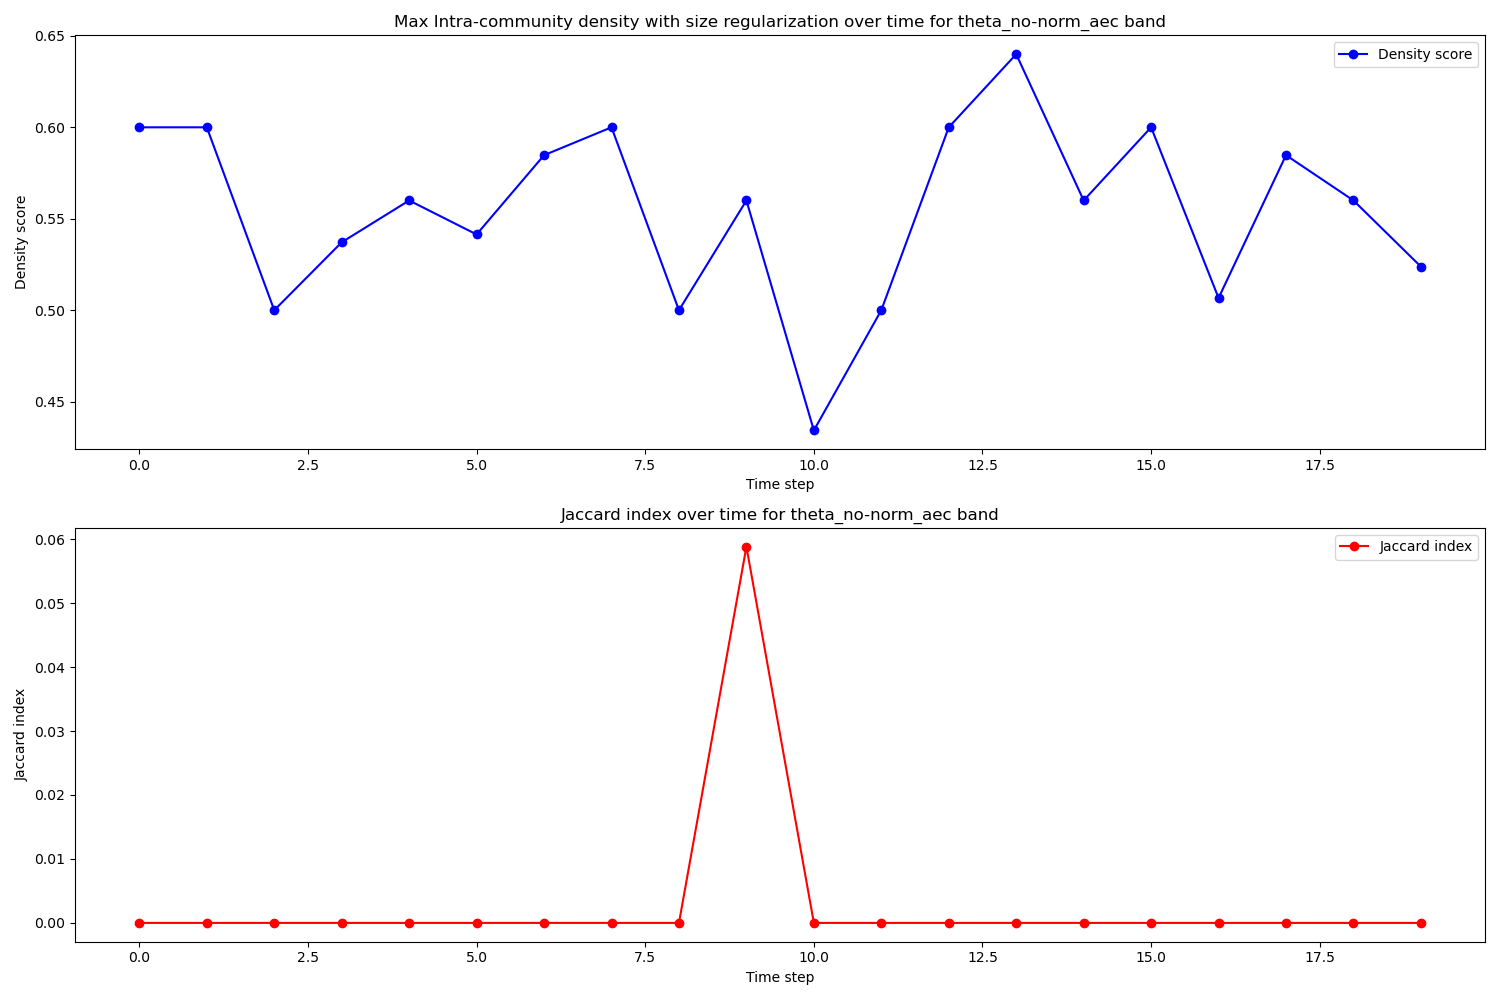 Max Intra-community density with size regularization over time for theta_no-norm_aec band
0.65
0.60
0.55
0.50
0.45
Density score
Density score
0.0 2.5 5.0 7.5 10.0 12.5 15.0 17.5
Time step
Jaccard index over time for theta_no-norm_aec band
0.06
0.05
0.04
0.03
0.02
0.01
0.00
Jaccard index
Jaccard index
0.0 2.5 5.0 7.5 10.0 12.5 15.0 17.5
Time step